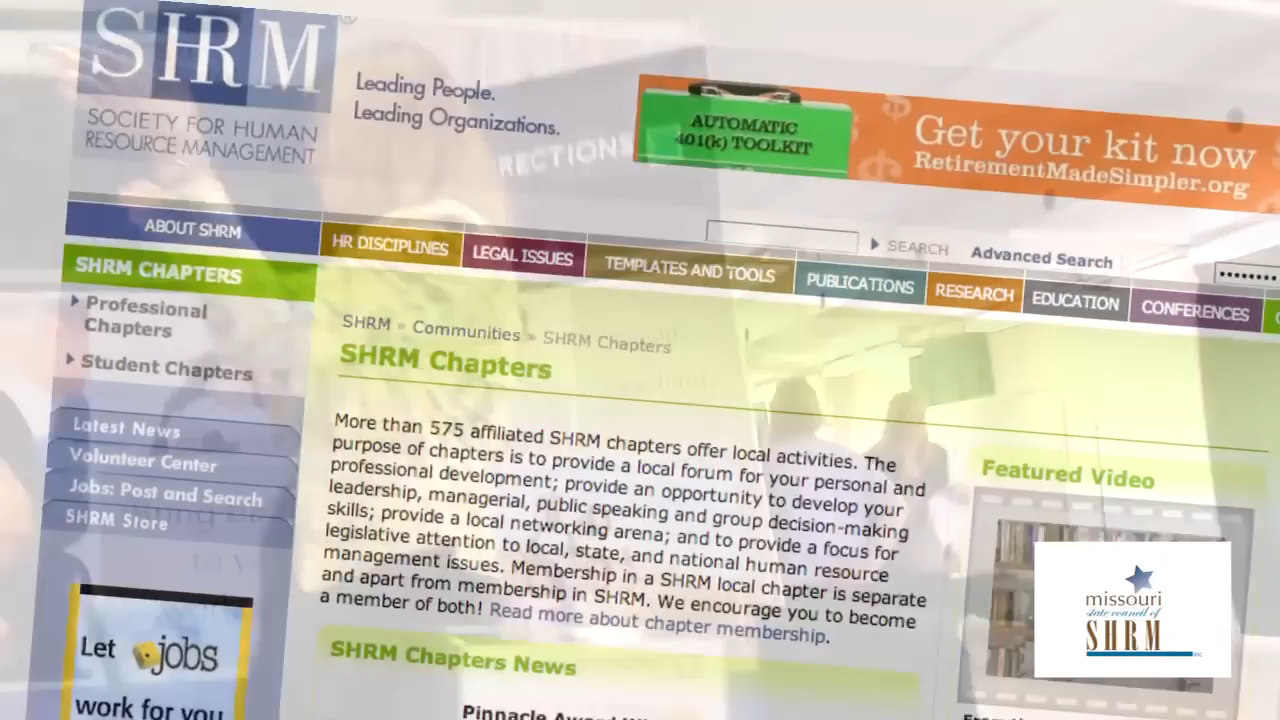 SHRM®
SOCIETY FOR HUMAN
RESOURCE MANAGEMENT
Leading People.
Leading Organizations.
RECTIONS
AUTOMATIC
401(k) TOOLKIT
Get your kit now
RetirementMadeSimpler.org
SEARCH
Advanced Search
ABOUT SHRM
HR DISCIPLINES
LEGAL ISSUES
TEMPLATES AND TOOLS
PUBLICATIONS
RESEARCH
EDUCATION
CONFERENCES
SHRM CHAPTERS
Professional
Chapters
Student Chapters
Latest News
Volunteer Center
Jobs: Post and Search
SHRM Store
Let jobs
work for you
SHRM » Communities » SHRM Chapters
SHRM Chapters
More than 575 affiliated SHRM chapters offer local activities. The
purpose of chapters is to provide a local forum for your personal and
professional development; provide an opportunity to develop your
leadership, managerial, public speaking and group decision-making
skills; provide a local networking arena; and to provide a focus for
legislative attention to local, state, and national human resource
management issues. Membership in a SHRM local chapter is separate
and apart from membership in SHRM. We encourage you to become
a member of both! Read more about chapter membership.
SHRM Chapters News
Pinnacle Award
Featured Video
missouri
state council of
SHRM
inc.